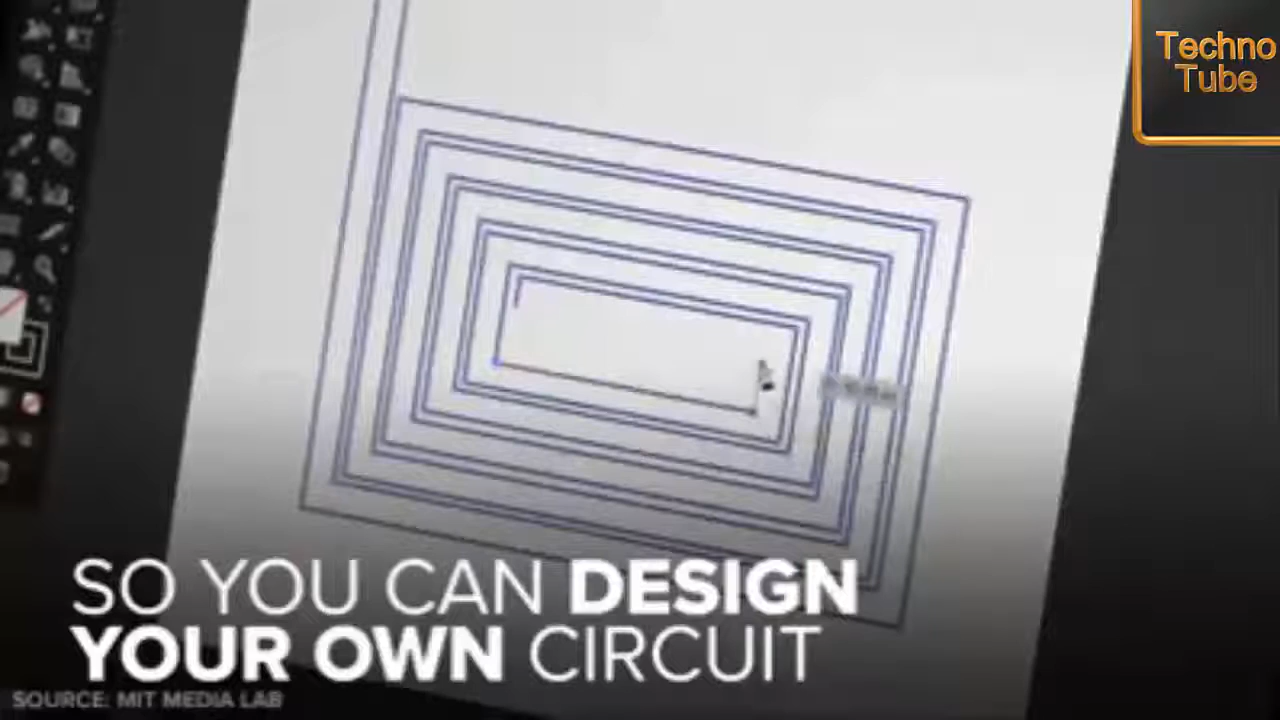 Techno
Tube
SO YOU CAN DESIGN
YOUR OWN CIRCUIT
SOURCE: MIT MEDIA LAB